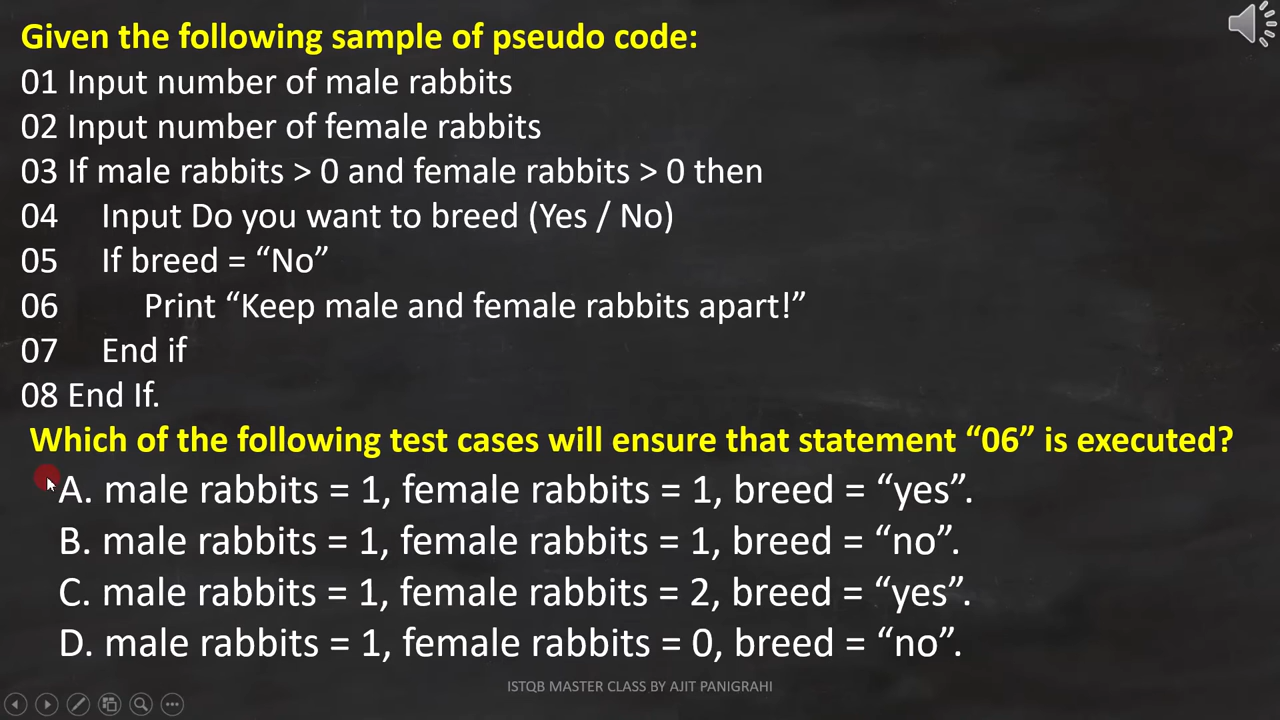 Given the following sample of pseudo code:
01 Input number of male rabbits
02 Input number of female rabbits
03 If male rabbits > 0 and female rabbits > 0 then
04 Input Do you want to breed (Yes / No)
05 If breed = “No”
06 Print “Keep male and female rabbits apart!”
07 End if
08 End If.
Which of the following test cases will ensure that statement “06” is executed?
A. male rabbits = 1, female rabbits = 1, breed = “yes”.
B. male rabbits = 1, female rabbits = 1, breed = “no”.
C. male rabbits = 1, female rabbits = 2, breed = “yes”.
D. male rabbits = 1, female rabbits = 0, breed = “no”.
ISTQB MASTER CLASS BY AJIT PANIGRAHI